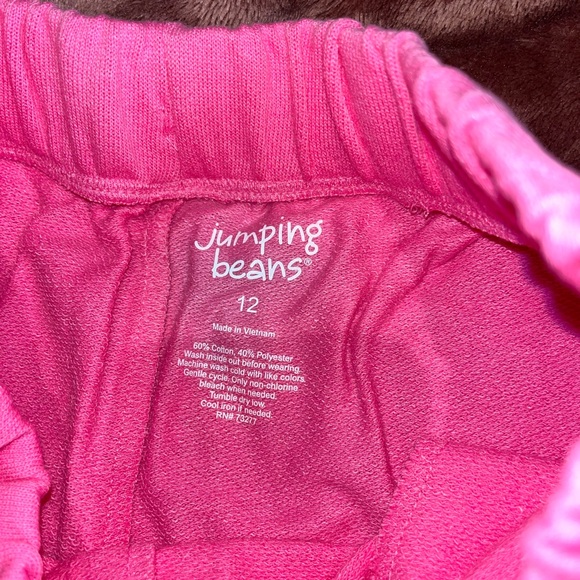 jumping
beans®
12
Made in Vietnam
60% Cotton, 40% Polyester
Wash inside out before wearing.
Machine wash cold with like colors.
Gentle cycle. Only non-chlorine
bleach when needed.
Tumble dry low.
Cool iron if needed.
RN# 73277